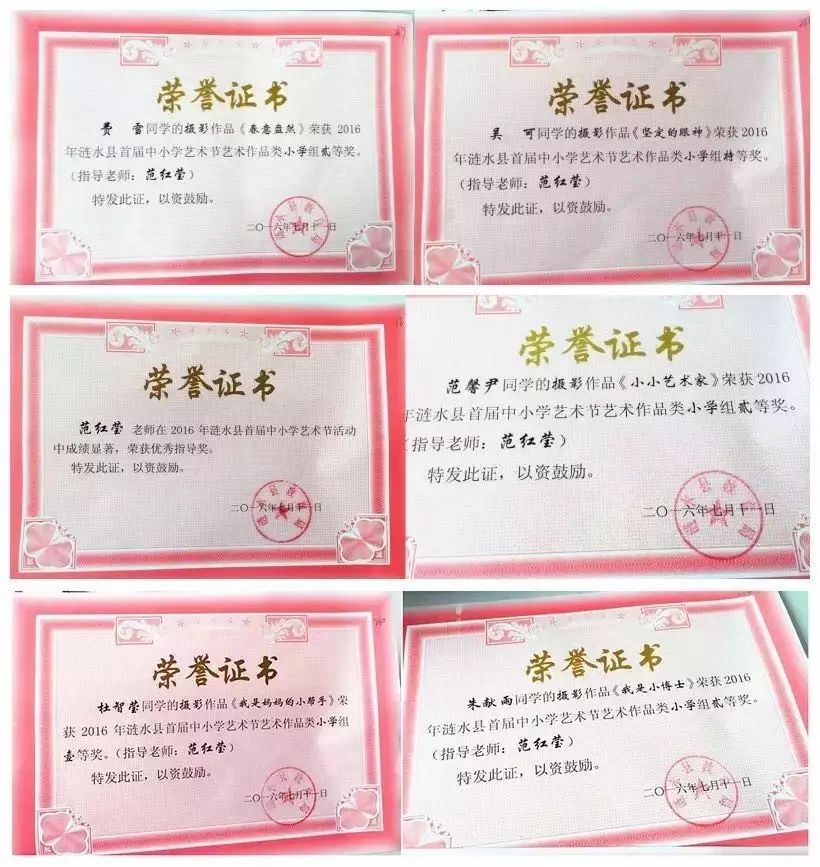 荣誉证书
费 雪同学的摄影作品《春意盎然》荣获 2016
年涟水县首届中小学艺术节艺术作品类小学组贰等奖。
（指导老师：范红莹）
特发此证，以资鼓励。
二〇一六年七月十一日
荣誉证书
吴 可同学的摄影作品《坚定的眼神》荣获 2016
年涟水县首届中小学艺术节艺术作品类小学组特等奖。
（指导老师：范红莹）
特发此证，以资鼓励。
二〇一六年七月十一日
荣誉证书
范红莹 老师在 2016 年涟水县首届中小学艺术节活动
中成绩显著，荣获优秀指导奖。
特发此证，以资鼓励。
二〇一六年七月十一日
荣誉证书
范馨尹同学的摄影作品《小小艺术家》荣获 2016
年涟水县首届中小学艺术节艺术作品类小学组贰等奖。
（指导老师：范红莹）
特发此证，以资鼓励。
二〇一六年七月十一日
荣誉证书
杜智莹同学的摄影作品《我是妈妈的小帮手》荣
获 2016 年涟水县首届中小学艺术节艺术作品类小学组
壹等奖。（指导老师：范红莹）
特发此证，以资鼓励。
二〇一六年七月十一日
荣誉证书
朱献雨同学的摄影作品《我是小博士》荣获 2016
年涟水县首届中小学艺术节艺术作品类小学组贰等奖。
（指导老师：范红莹）
特发此证，以资鼓励。
二〇一六年七月十一日